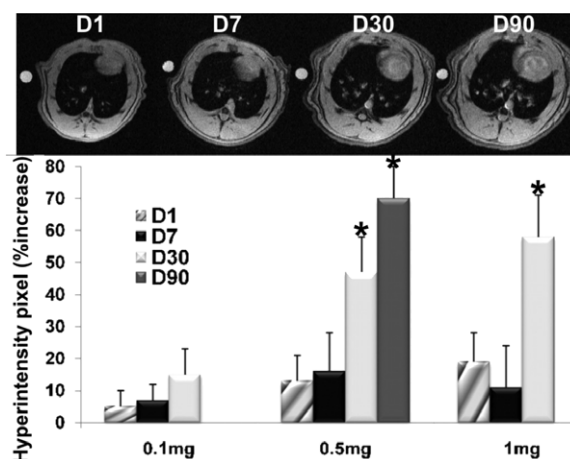 D1 D7 D30 D90
Hyperintensity pixel (%increase)
80
70
60
50
40
30
20
10
0
D1
D7
D30
D90
* * *
0.1mg 0.5mg 1mg